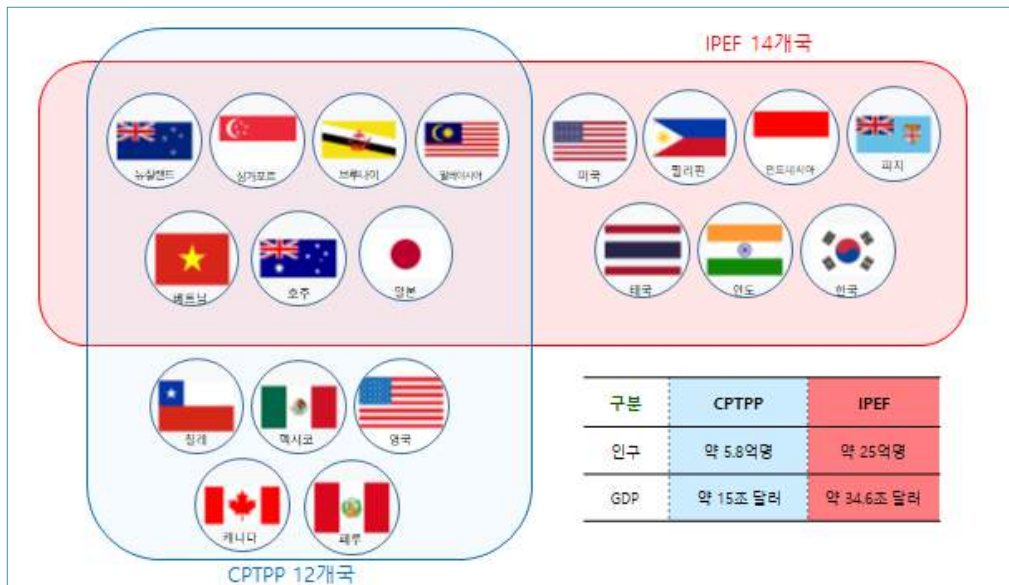 IPEF 14개국
뉴질랜드 싱가포르 브루나이 말레이시아 미국 필리핀 인도네시아 피지
베트남 호주 일본 태국 인도 한국
칠레 멕시코 영국
캐나다 페루
구분 CPTPP IPEF
인구 약 5.8억명 약 25억명
GDP 약 15조 달러 약 34.6조 달러
CPTPP 12개국